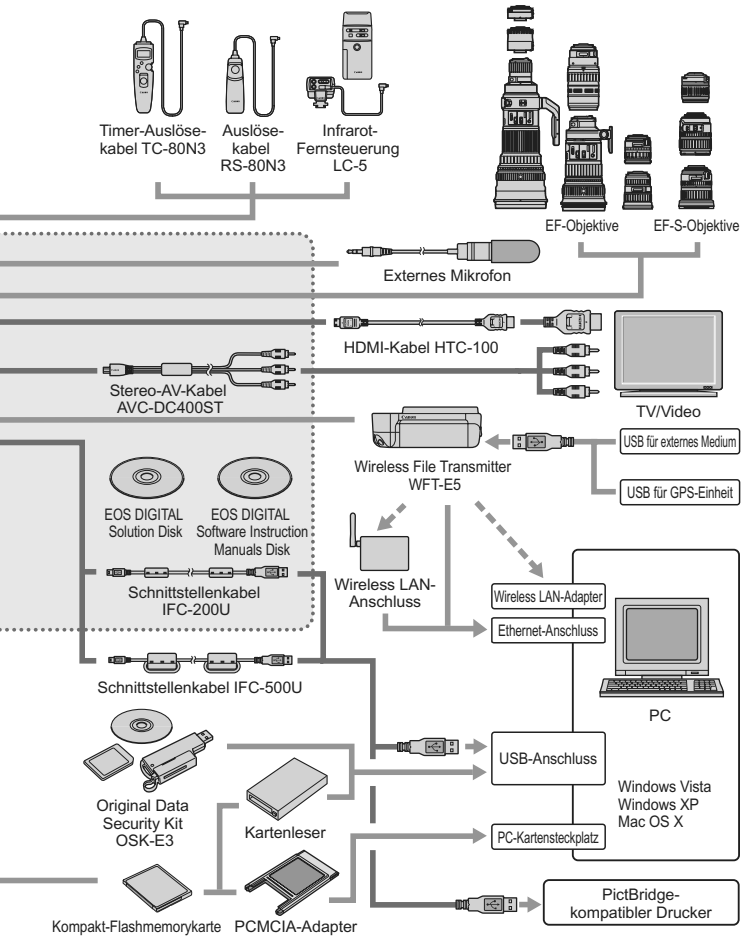 Timer-Auslöse-
kabel TC-80N3
Auslöse-
kabel
RS-80N3
Infrarot-
Fernsteuerung
LC-5
EF-Objektive
EF-S-Objektive
Externes Mikrofon
HDMI-Kabel HTC-100
Stereo-AV-Kabel
AVC-DC400ST
TV/Video
Canon
Wireless File Transmitter
WFT-E5
USB für externes Medium
USB für GPS-Einheit
EOS DIGITAL
Solution Disk
EOS DIGITAL
Software Instruction
Manuals Disk
Schnittstellenkabel
IFC-200U
Wireless LAN-
Anschluss
Wireless LAN-Adapter
Ethernet-Anschluss
PC
Schnittstellenkabel IFC-500U
USB-Anschluss
Windows Vista
Windows XP
Mac OS X
Original Data
Security Kit
OSK-E3
Kartenleser
PC-Kartensteckplatz
Kompakt-Flashmemorykarte
PCMCIA-Adapter
PictBridge-
kompatibler Drucker